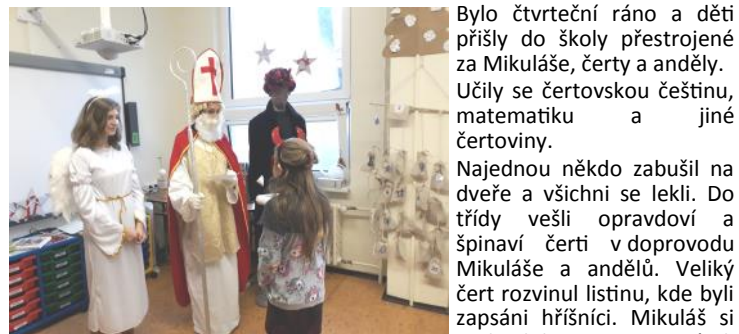 Bylo čtvrteční ráno a děti
přišly do školy přestrojené
za Mikuláše, čerty a anděly.
Učily se čertovskou češtinu,
matematiku a jiné
čertoviny.
Najednou někdo zabušil na
dveře a všichni se lekli. Do
třídy vešli opravdoví a
špinaví čerti v doprovodu
Mikuláše a andělů. Veliký
čert rozvinul listinu, kde byli
zapsáni hříšníci. Mikuláš si